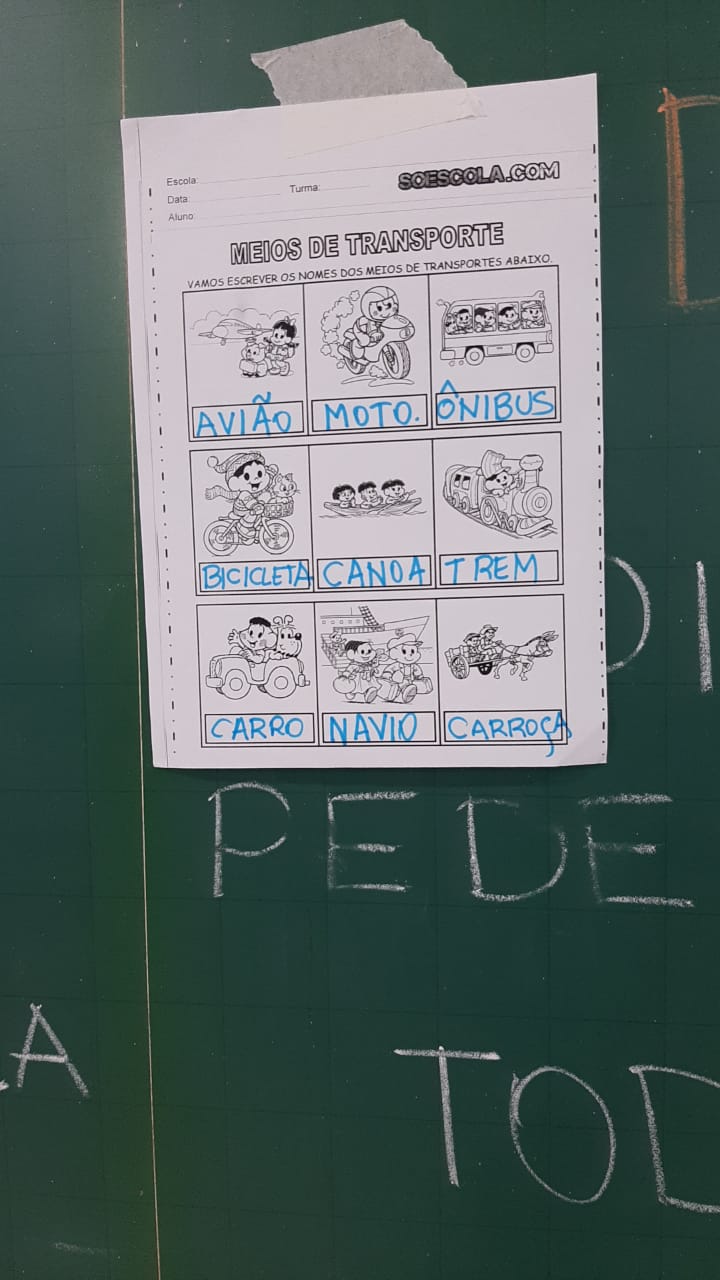 Escola:
SOESCOLA.COM
Data:
Turma:
Aluno:
MEIOS DE TRANSPORTE
VAMOS ESCREVER OS NOMES DOS MEIOS DE TRANSPORTES ABAIXO.
AVIÃO MOTO. ÔNIBUS
BICICLETA CANOA TREM
CARRO NAVIO CARROÇA
PEDE
A
TOD